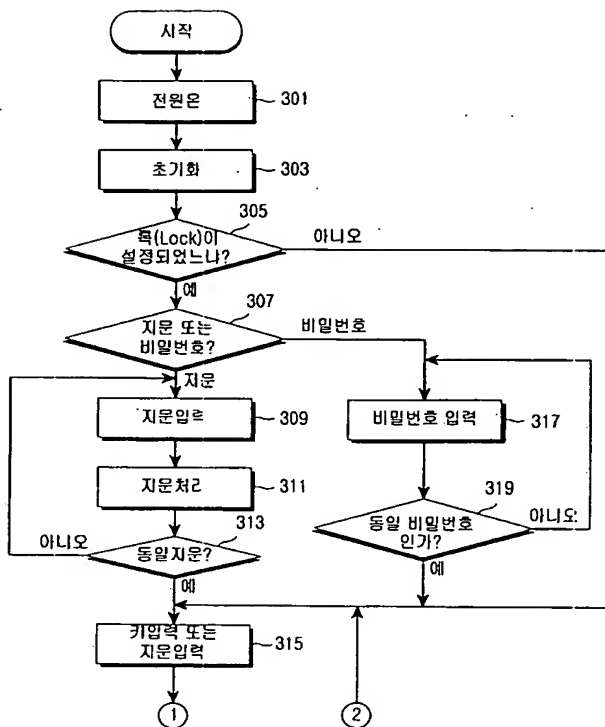 시작
전원온
301
초기화
303
305
록(Lock)이
설정되었느냐?
아니오
예
307
지문 또는
비밀번호?
비밀번호
지문
지문입력
309
비밀번호 입력
317
지문처리
311
313
동일지문?
아니오
예
319
동일 비밀번호
인가?
아니오
예
키입력 또는
지문입력
315
1
2